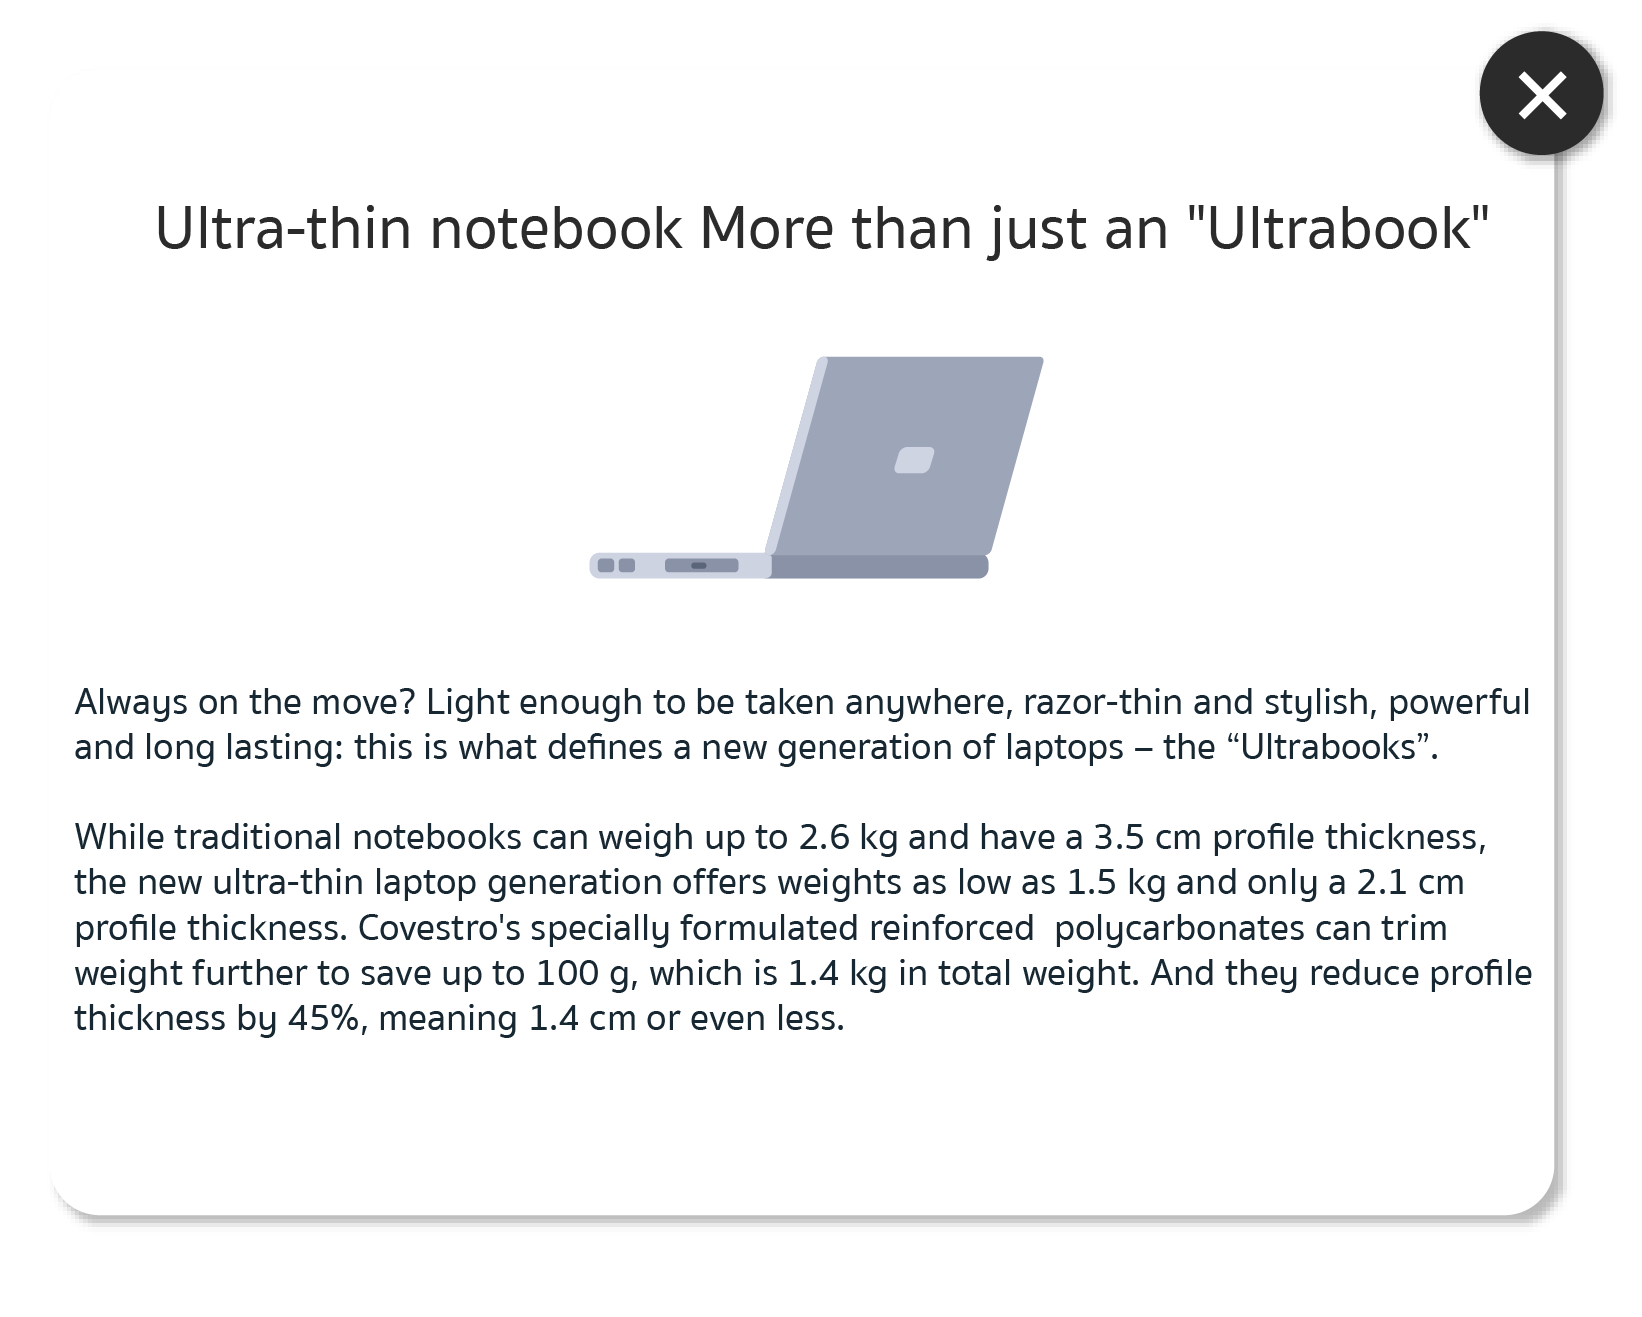 Ultra-thin notebook More than just an "Ultrabook"
Always on the move? Light enough to be taken anywhere, razor-thin and stylish, powerful
and long lasting: this is what defines a new generation of laptops – the “Ultrabooks”.
While traditional notebooks can weigh up to 2.6 kg and have a 3.5 cm profile thickness,
the new ultra-thin laptop generation offers weights as low as 1.5 kg and only a 2.1 cm
profile thickness. Covestro's specially formulated reinforced  polycarbonates can trim
weight further to save up to 100 g, which is 1.4 kg in total weight. And they reduce profile
thickness by 45%, meaning 1.4 cm or even less.